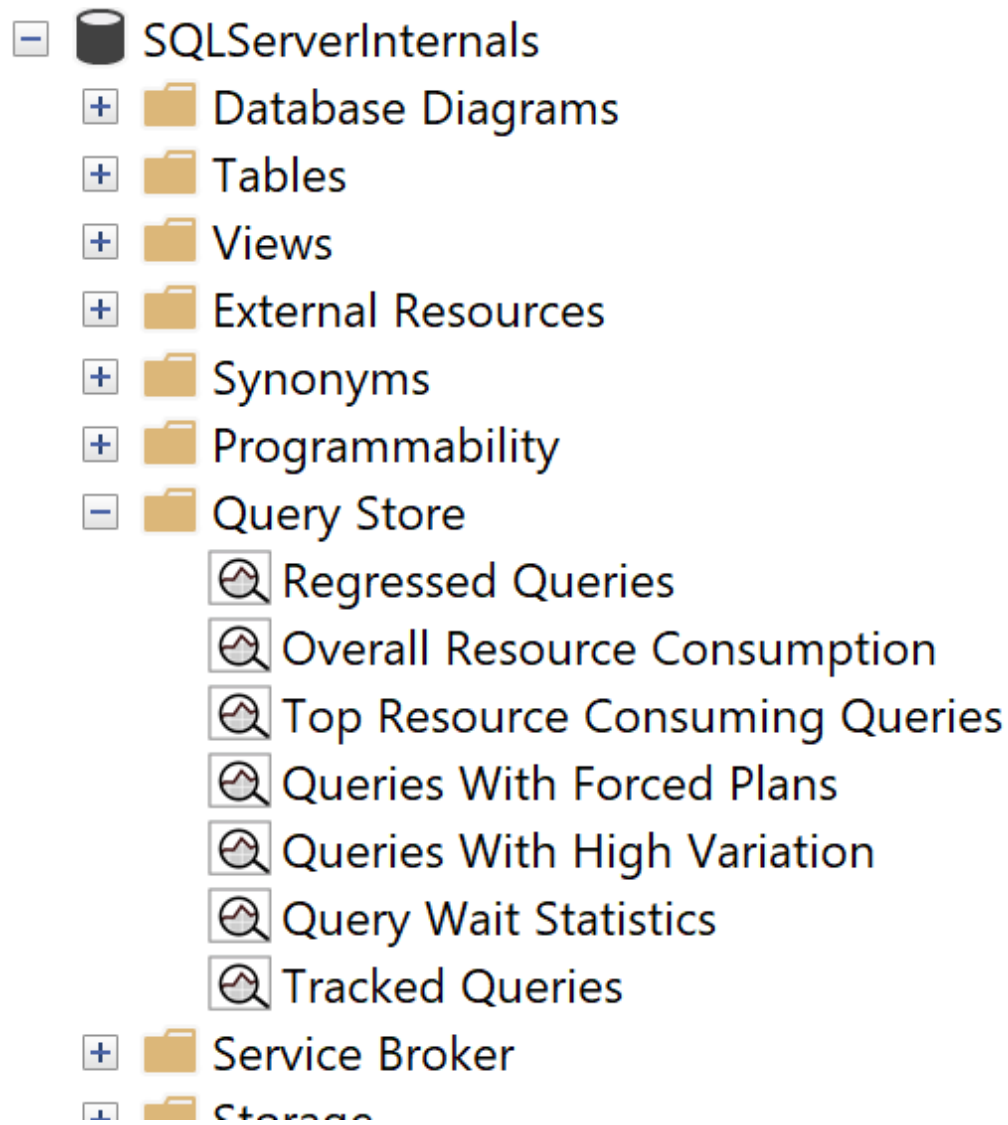 SQLServerInternals
Database Diagrams
Tables
Views
External Resources
Synonyms
Programmability
Query Store
Regressed Queries
Overall Resource Consumption
Top Resource Consuming Queries
Queries With Forced Plans
Queries With High Variation
Query Wait Statistics
Tracked Queries
Service Broker
Storage